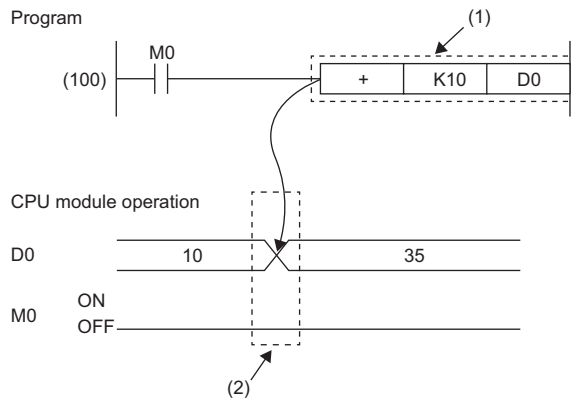 Program
(1)
M0
(100)
+ K10 D0
CPU module operation
D0 10 35
M0 ON
OFF
(2)